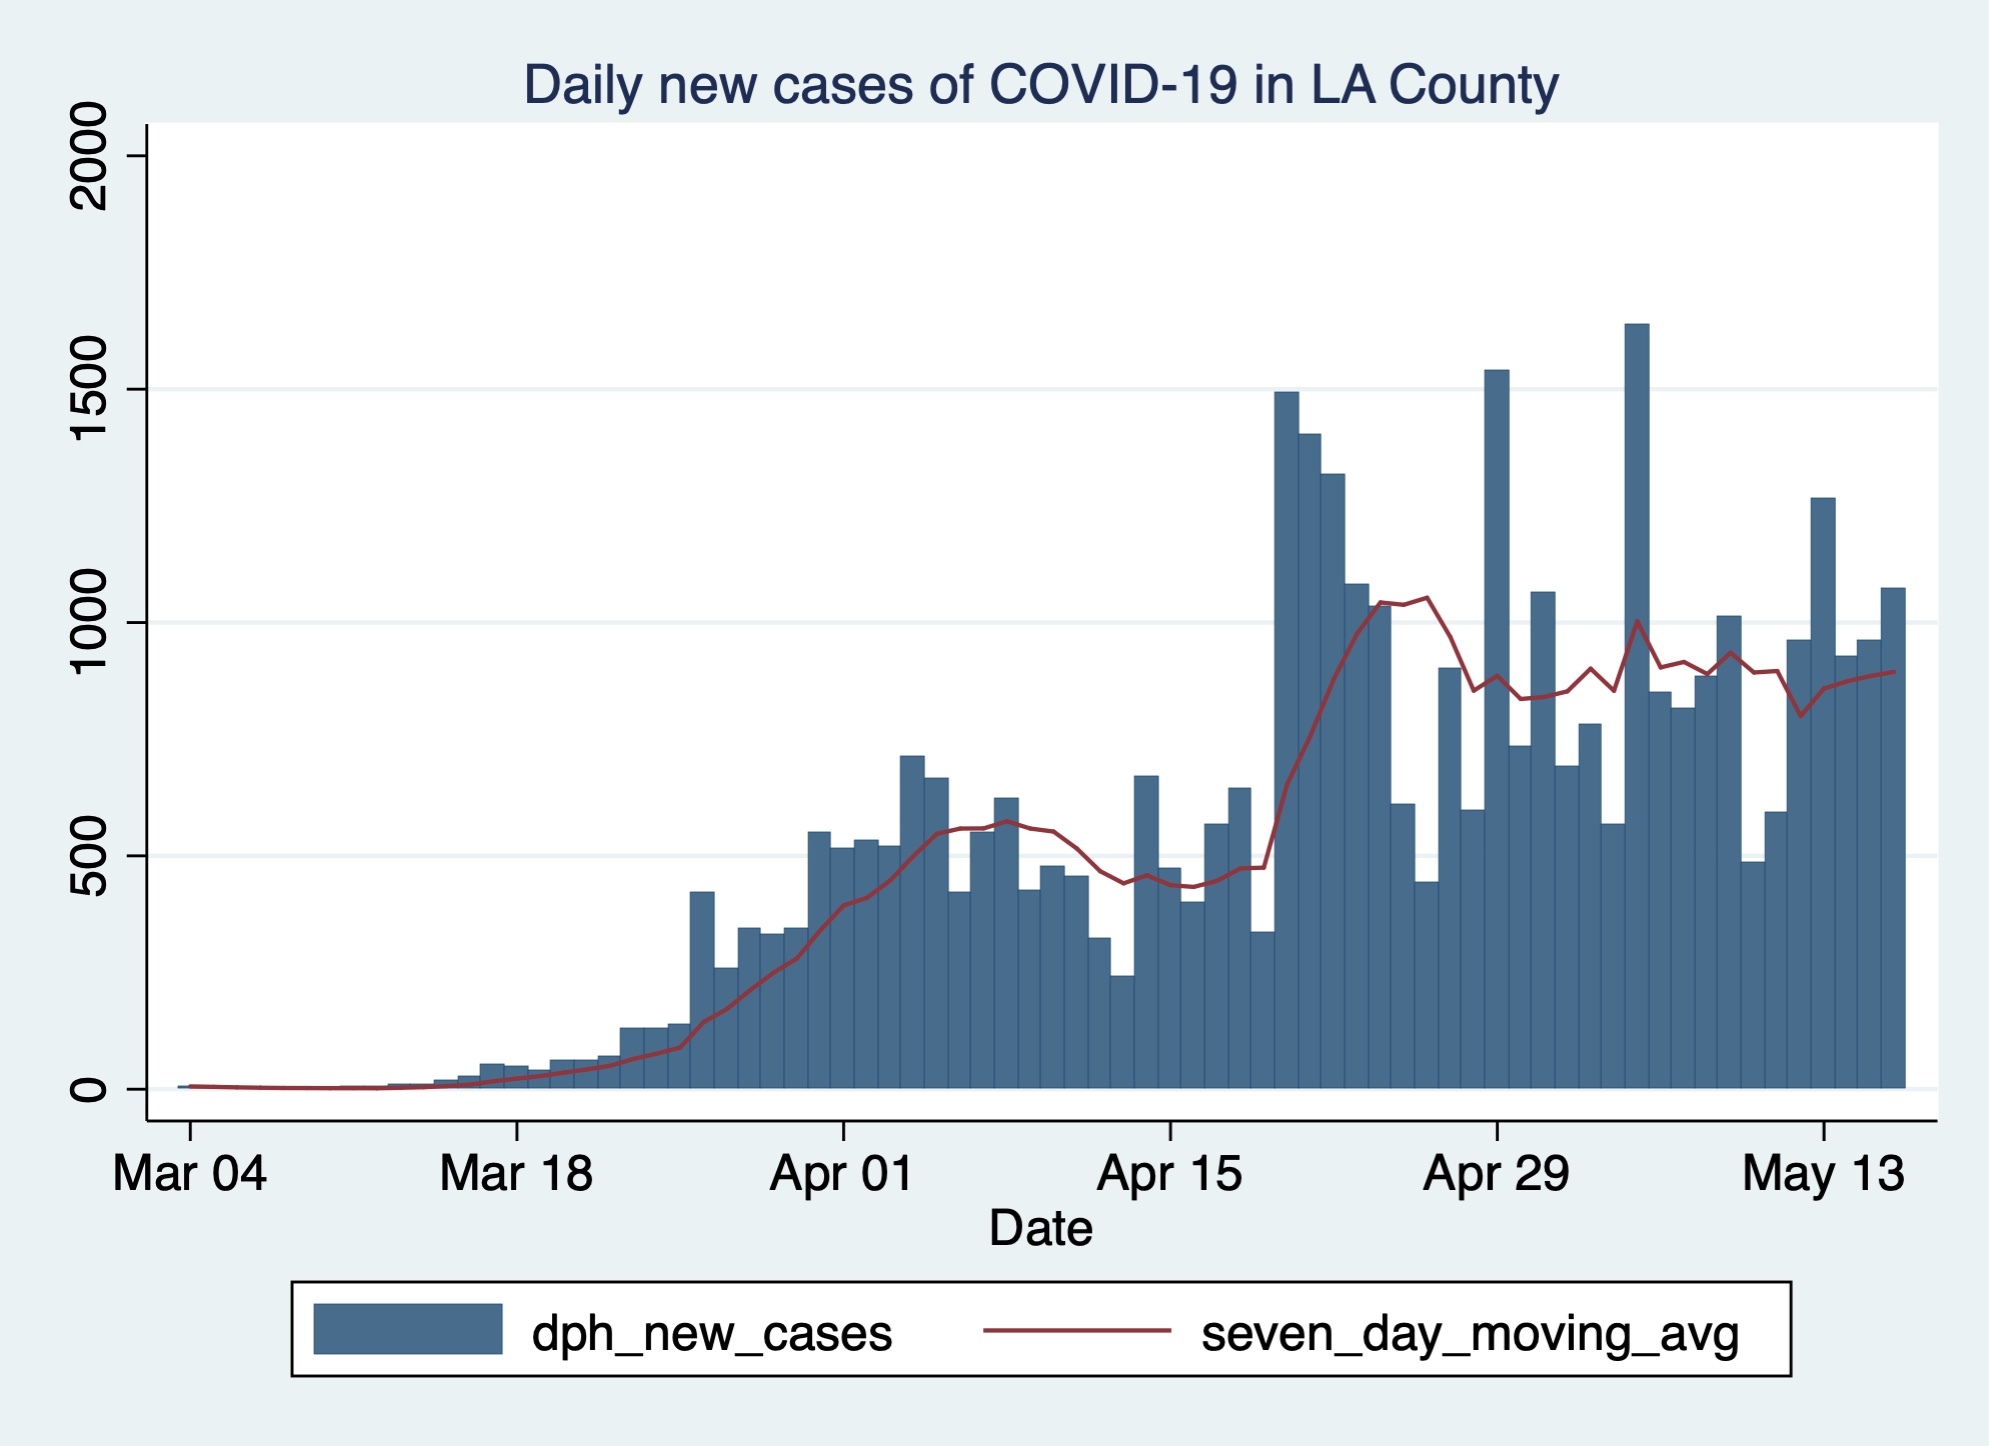 Daily new cases of COVID-19 in LA County
2000
1500
1000
500
0
Mar 04 Mar 18 Apr 01 Apr 15 Apr 29 May 13
Date
dph_new_cases seven_day_moving_avg